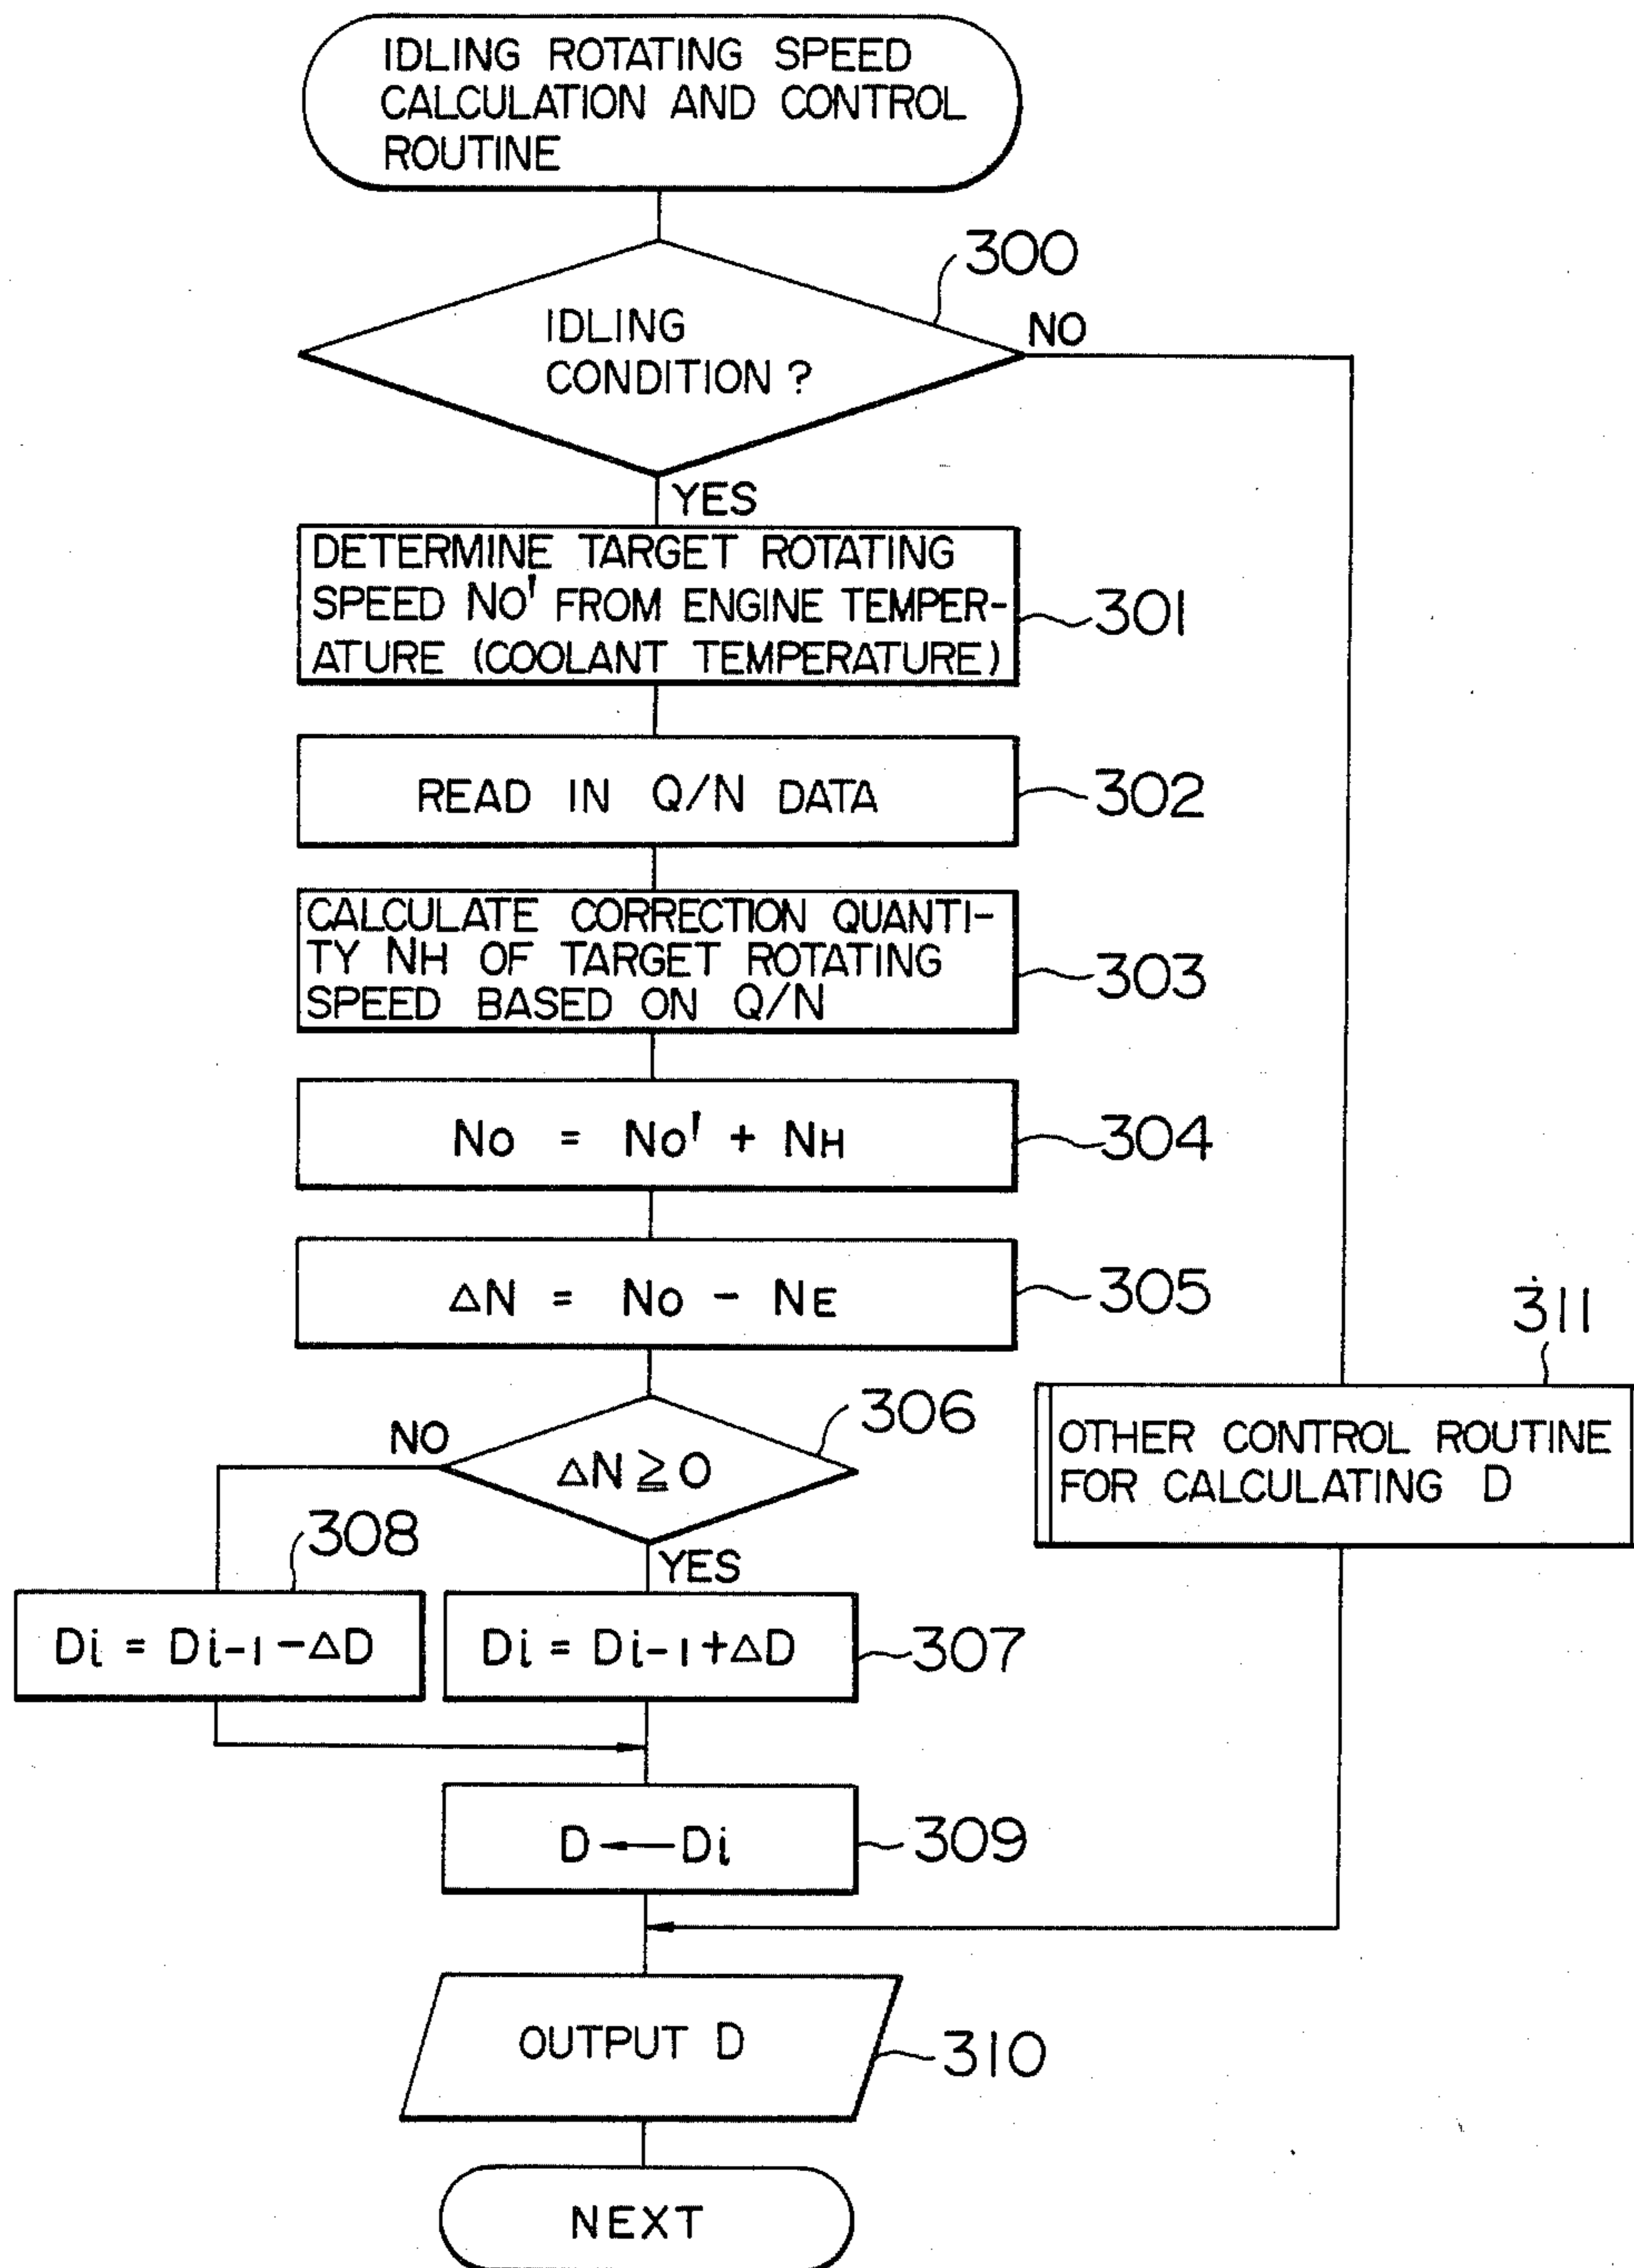 IDLING ROTATING SPEED
CALCULATION AND CONTROL
ROUTINE
300
IDLING
CONDITION ?
NO
YES
DETERMINE TARGET ROTATING
SPEED NO' FROM ENGINE TEMPER-
ATURE (COOLANT TEMPERATURE)
301
READ IN Q/N DATA
302
CALCULATE CORRECTION QUANTI-
TY NH OF TARGET ROTATING
SPEED BASED ON Q/N
303
NO = NO' + NH
304
ΔN = NO - NE
305
311
OTHER CONTROL ROUTINE
FOR CALCULATING D
306
NO
ΔN ≧ O
YES
308
Di = Di-1 - ΔD
Di = Di-1 + ΔD
307
D ← Di
309
OUTPUT D
310
NEXT